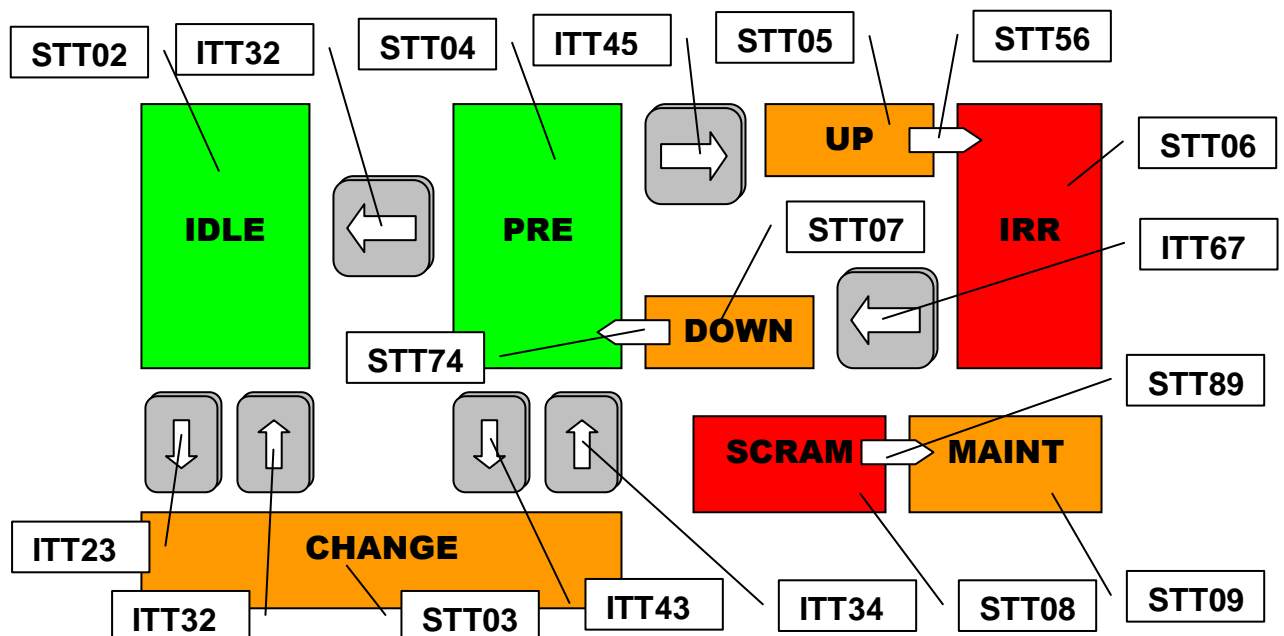 STT02
ITT32
STT04
ITT45
STT05
STT56
UP
STT06
IDLE
PRE
STT07
IRR
ITT67
DOWN
STT74
STT89
SCRAM
MAINT
ITT23
CHANGE
ITT32
STT03
ITT43
ITT34
STT08
STT09